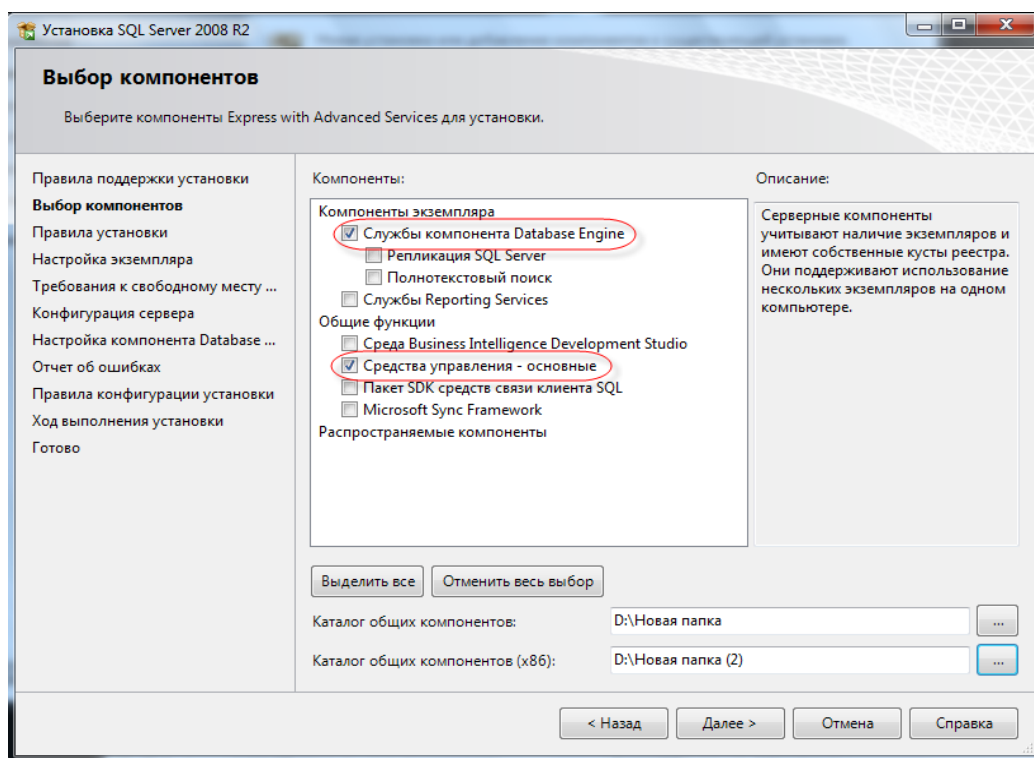 Установка SQL Server 2008 R2
Выбор компонентов
Выберите компоненты Express with Advanced Services для установки.
Правила поддержки установки
Выбор компонентов
Правила установки
Настройка экземпляра
Требования к свободному месту ...
Конфигурация сервера
Настройка компонента Database ...
Отчет об ошибках
Правила конфигурации установки
Ход выполнения установки
Готово
Компоненты:
Компоненты экземпляра
Службы компонента Database Engine
Репликация SQL Server
Полнотекстовый поиск
Службы Reporting Services
Общие функции
Среда Business Intelligence Development Studio
Средства управления - основные
Пакет SDK средств связи клиента SQL
Microsoft Sync Framework
Распространяемые компоненты
Описание:
Серверные компоненты
учитывают наличие экземпляров и
имеют собственные кусты реестра.
Они поддерживают использование
нескольких экземпляров на одном
компьютере.
Выделить все Отменить весь выбор
Каталог общих компонентов: D:\Новая папка ...
Каталог общих компонентов (x86): D:\Новая папка (2) ...
< Назад Далее > Отмена Справка